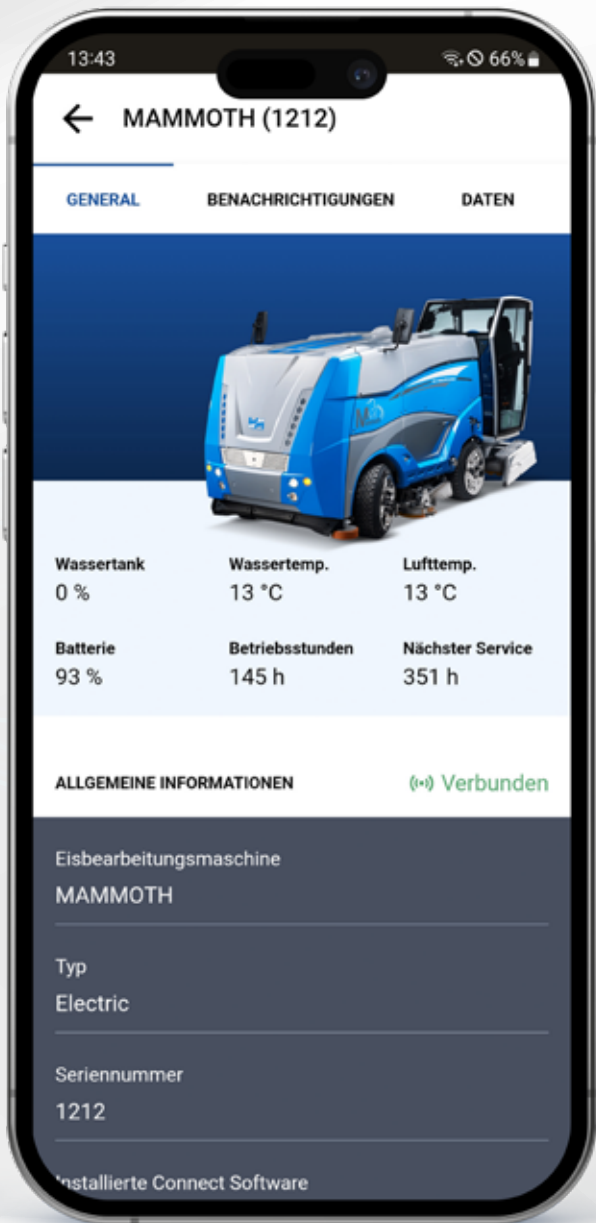 13:43
66%
MAMMOTH (1212)
GENERAL BENACHRICHTIGUNGEN DATEN
Wassertank Wassertemp. Lufttemp.
0 % 13 °C 13 °C
Batterie Betriebsstunden Nächster Service
93 % 145 h 351 h
ALLGEMEINE INFORMATIONEN Verbunden
Eisbearbeitungsmaschine
MAMMOTH
Typ
Electric
Seriennummer
1212
Installierte Connect Software